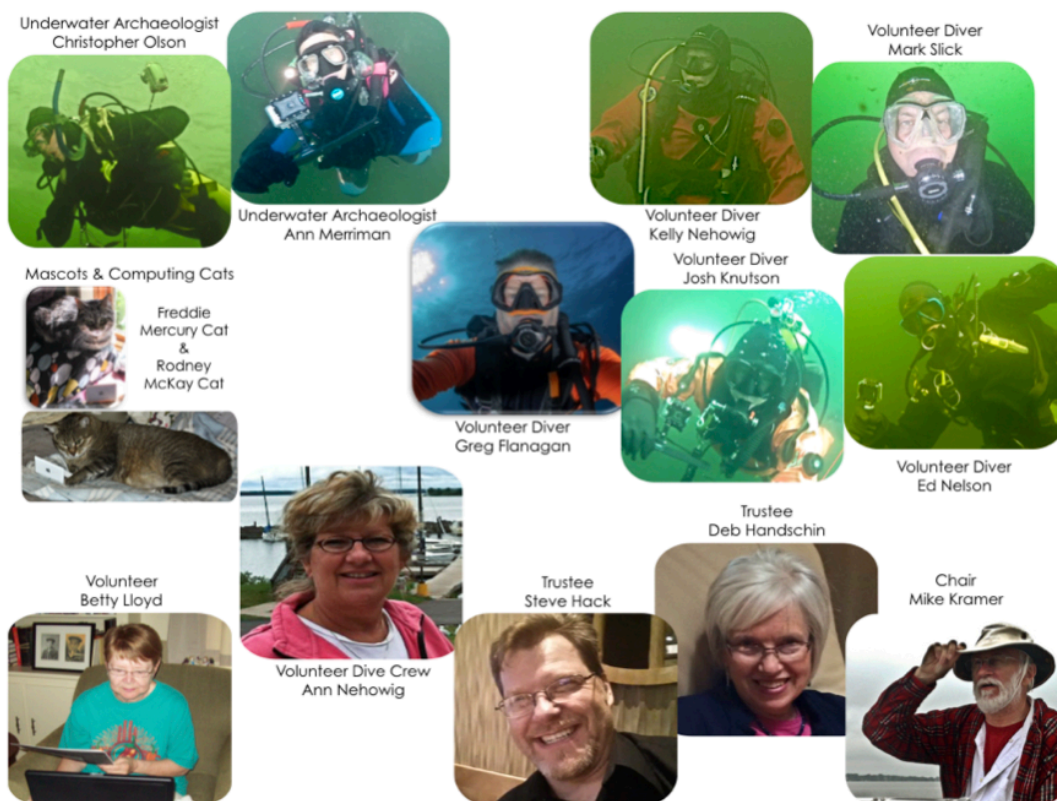 Underwater Archaeologist
Christopher Olson
Underwater Archaeologist
Ann Merriman
Volunteer Diver
Kelly Nehowig
Volunteer Diver
Mark Slick
Mascots & Computing Cats
Freddie
Mercury Cat
&
Rodney
McKay Cat
Volunteer Diver
Greg Flanagan
Volunteer Diver
Josh Knutson
Volunteer Diver
Ed Nelson
Volunteer
Betty Lloyd
Volunteer Dive Crew
Ann Nehowig
Trustee
Steve Hack
Trustee
Deb Handschin
Chair
Mike Kramer